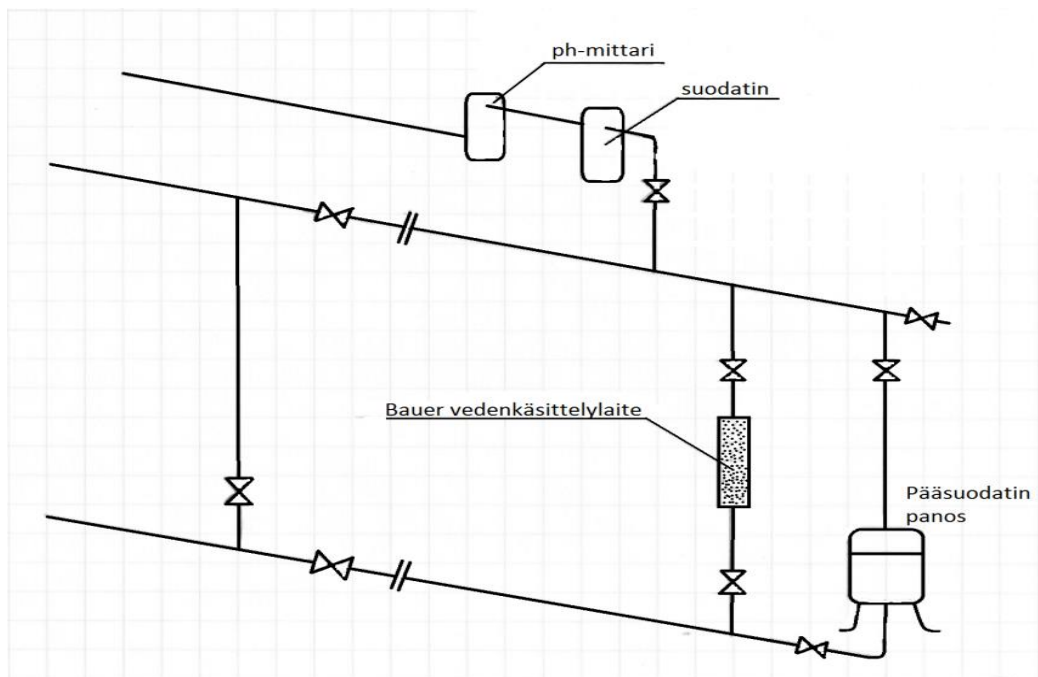 ph-mittari
suodatin
Bauer vedenkäsittelylaite
Pääsuodatin
panos